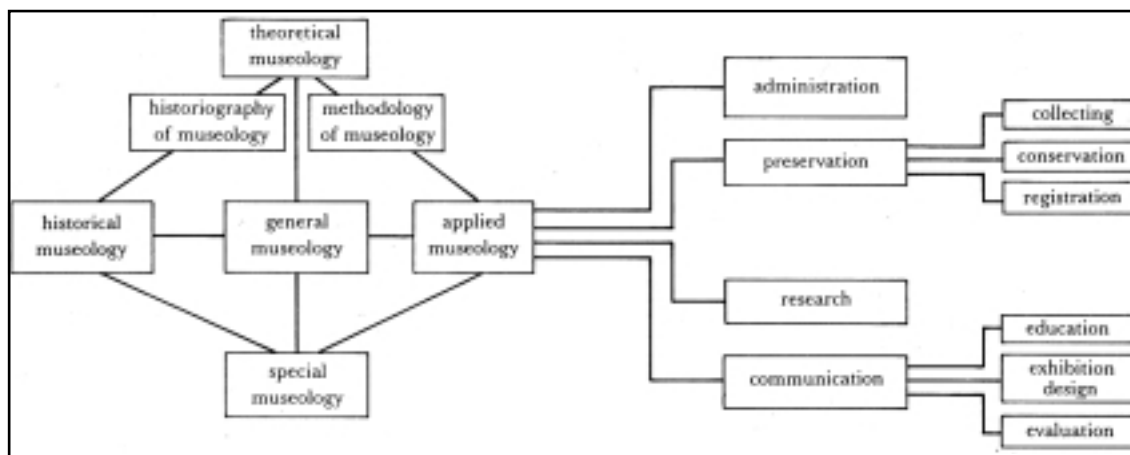 theoretical
museology
historiography
of museology
methodology
of museology
historical
museology
general
museology
applied
museology
special
museology
administration
preservation
research
communication
collecting
conservation
registration
education
exhibition
design
evaluation